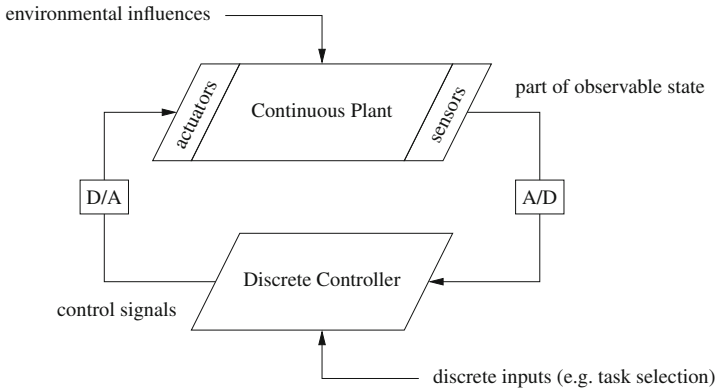 environmental influences
actuators
Continuous Plant
sensors
part of observable state
D/A
A/D
Discrete Controller
control signals
discrete inputs (e.g. task selection)